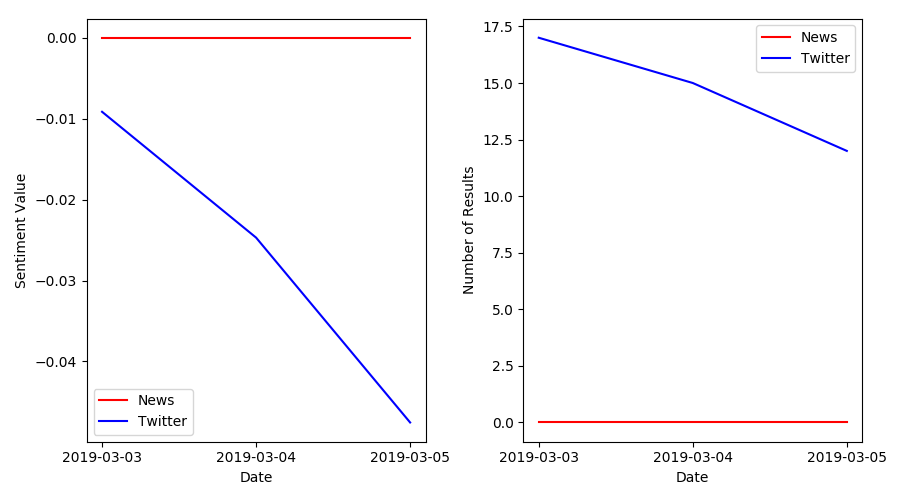 0.00
−0.01
−0.02
−0.03
−0.04
Sentiment Value
News
Twitter
2019-03-03 2019-03-04 2019-03-05
Date
17.5
15.0
12.5
10.0
7.5
5.0
2.5
0.0
Number of Results
News
Twitter
2019-03-03 2019-03-04 2019-03-05
Date